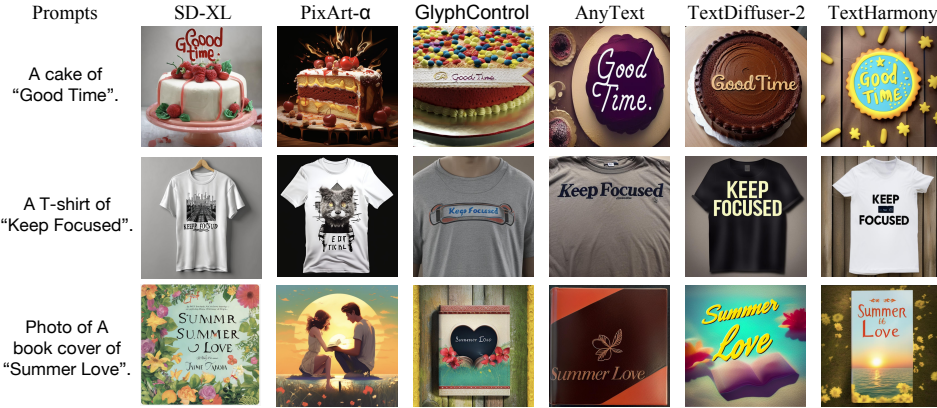 Prompts SD-XL PixArt-α GlyphControl AnyText TextDiffuser-2 TextHarmony
A cake of
“Good Time”.
Gsood
time.
Good Time
Good
Time.
Good Time
Good
TIME
A T-shirt of
“Keep Focused”.
Keep Focused
Keep Focused
KEEP
FOCUSED
KEEP
FOCUSED
Photo of A
book cover of
“Summer Love”.
SUMMR
SUMMER
LOVE
Summer Love
Summer Love
Summer
Love
Summer
Love